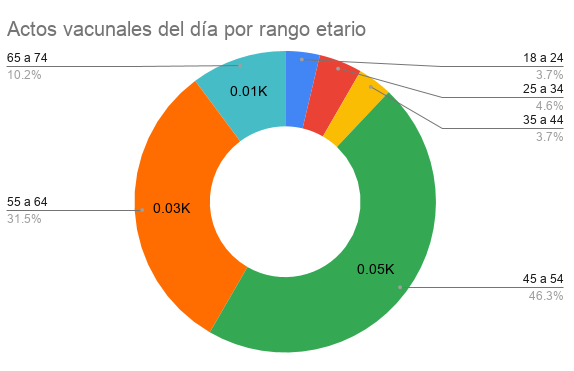 Actos vacunales del día por rango etario
65 a 74
10.2%
18 a 24
3.7%
25 a 34
4.6%
35 a 44
3.7%
0.01K
55 a 64
31.5%
0.03K
0.05K
45 a 54
46.3%